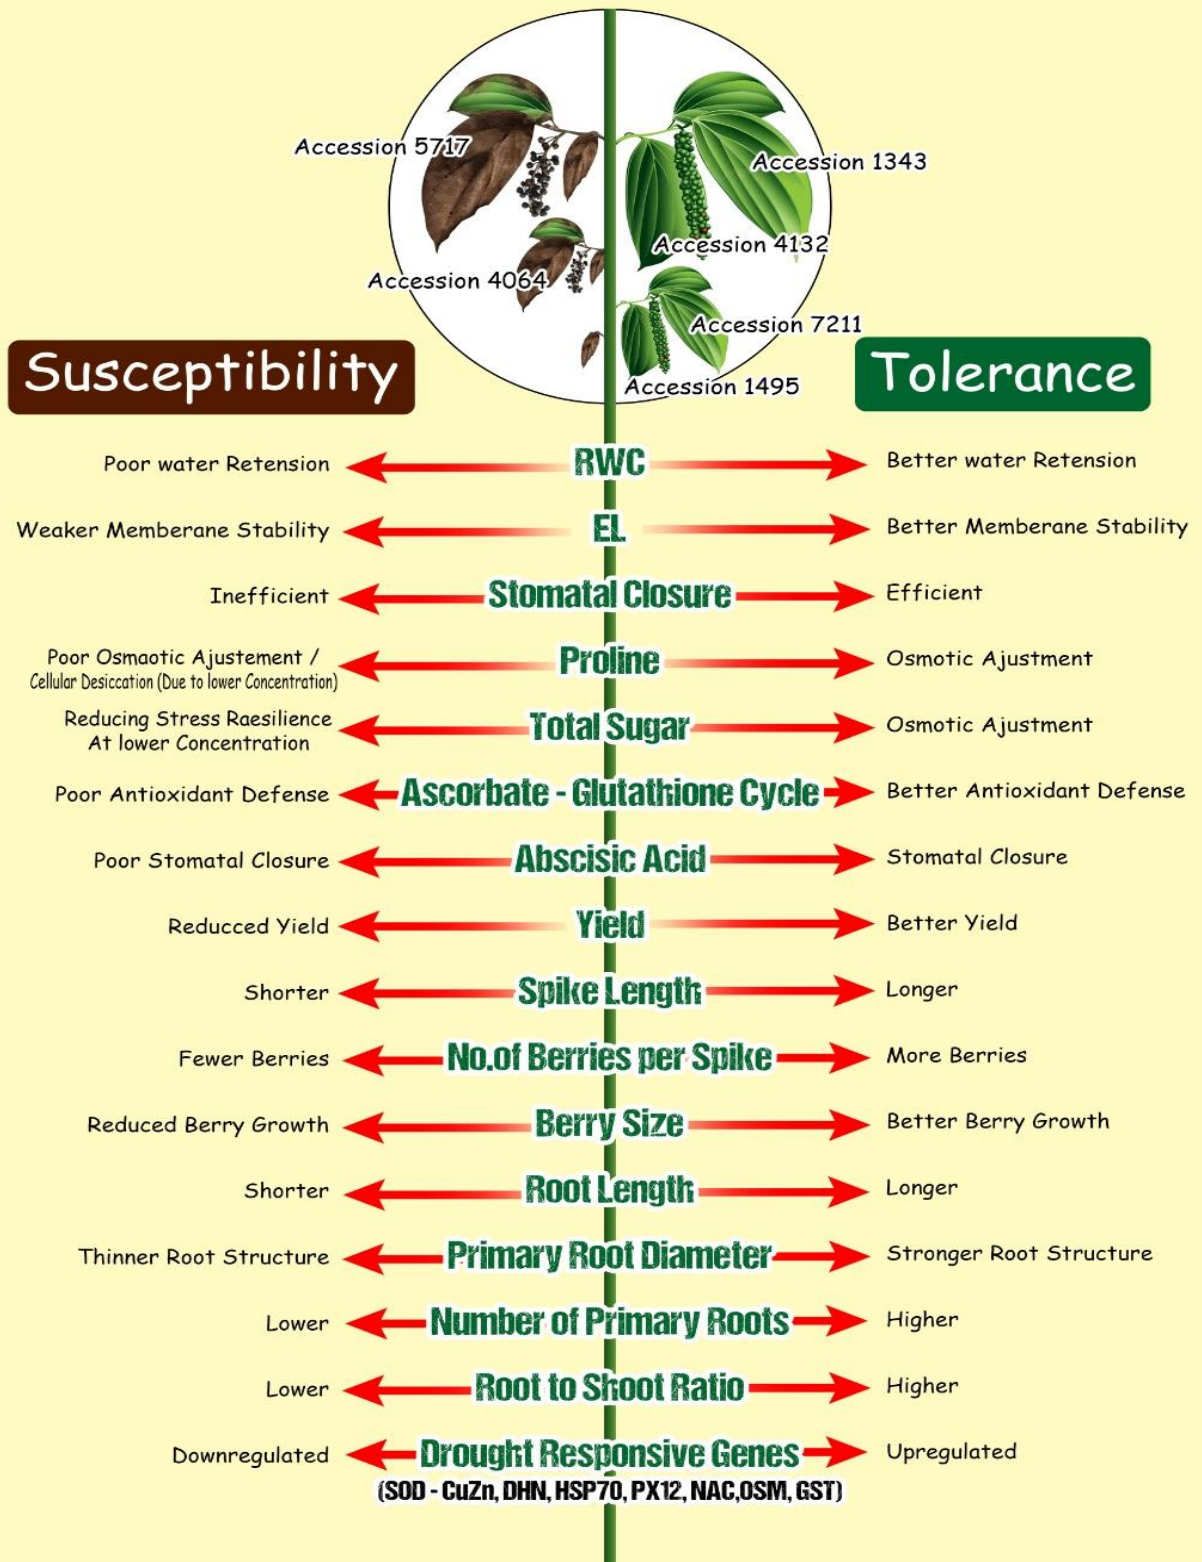 Accession 5717
Accession 1343
Accession 4132
Accession 4064
Accession 7211
Accession 1495
Susceptibility
Tolerance
Poor water Retension RWC Better water Retension
Weaker Memberane Stability EL Better Memberane Stability
Inefficient Stomatal Closure Efficient
Poor Osmaotic Ajustement / Proline Osmotic Ajustment
Cellular Desiccation (Due to lower Concentration)
Reducing Stress Raesilience Total Sugar Osmotic Ajustment
At lower Concentration
Poor Antioxidant Defense Ascorbate - Glutathione Cycle Better Antioxidant Defense
Poor Stomatal Closure Abscisic Acid Stomatal Closure
Reducced Yield Yield Better Yield
Shorter Spike Length Longer
Fewer Berries No.of Berries per Spike More Berries
Reduced Berry Growth Berry Size Better Berry Growth
Shorter Root Length Longer
Thinner Root Structure Primary Root Diameter Stronger Root Structure
Lower Number of Primary Roots Higher
Lower Root to Shoot Ratio Higher
Downregulated Drought Responsive Genes Upregulated
(SOD - CuZn, DHN, HSP70, PX12, NAC,OSM, GST)